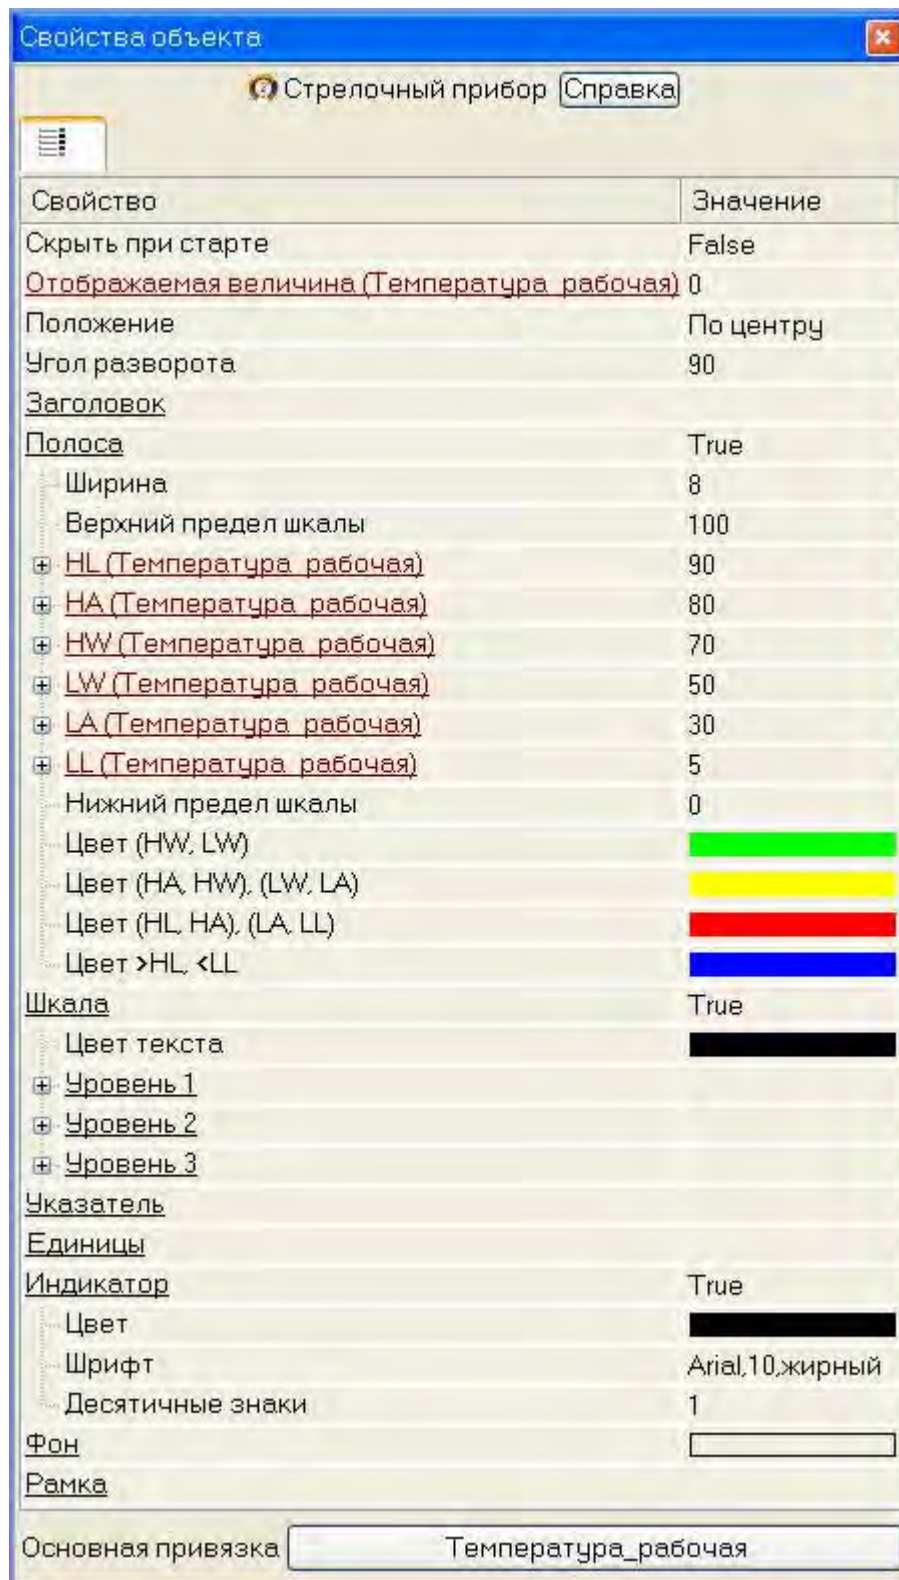 Свойства объекта
Стрелочный прибор Справка
Свойство Значение
Скрыть при старте False
Отображаемая величина (Температура_рабочая) 0
Положение По центру
Угол разворота 90
Заголовок
Полоса True
Ширина 8
Верхний предел шкалы 100
HL (Температура_рабочая) 90
HA (Температура_рабочая) 80
HW (Температура_рабочая) 70
LW (Температура_рабочая) 50
LA (Температура_рабочая) 30
LL (Температура_рабочая) 5
Нижний предел шкалы 0
Цвет (HW, LW)
Цвет (HA, HW), (LW, LA)
Цвет (HL, HA), (LA, LL)
Цвет >HL, <LL
Шкала True
Цвет текста
Уровень 1
Уровень 2
Уровень 3
Указатель
Единицы
Индикатор True
Цвет
Шрифт Arial,10,жирный
Десятичные знаки 1
Фон
Рамка
Основная привязка Температура_рабочая